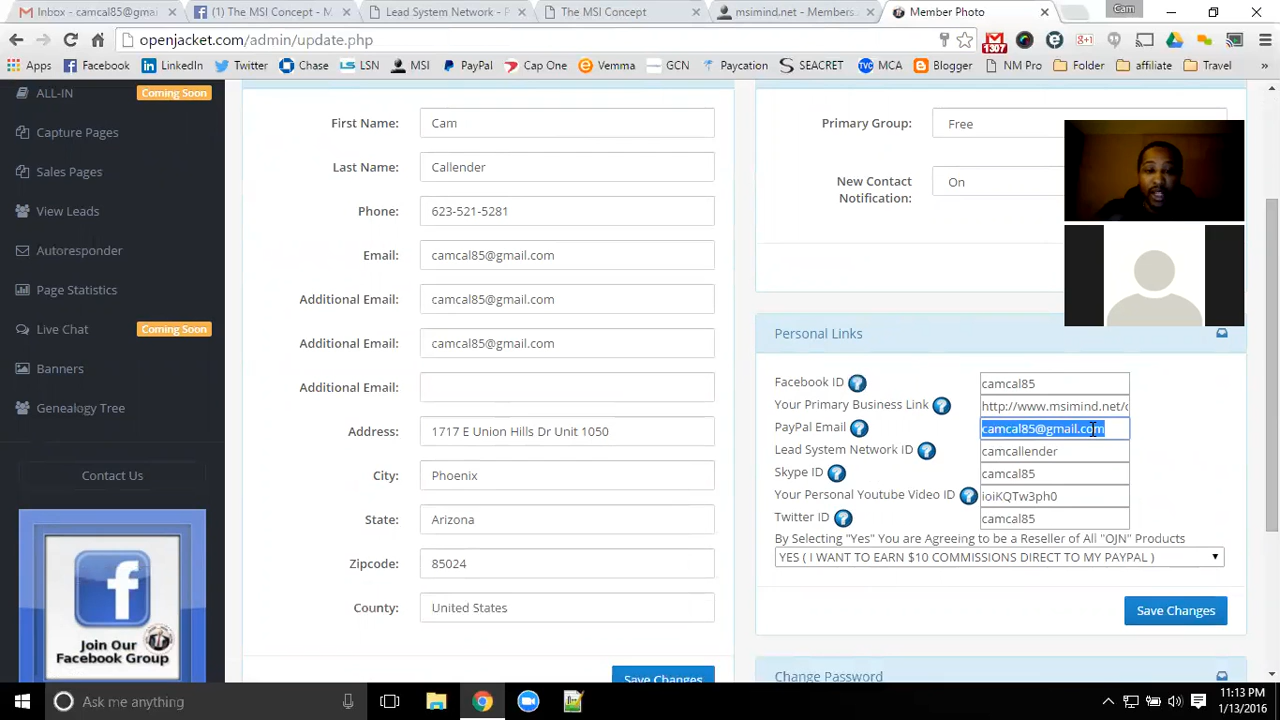 Inbox - camcal85@gmai
(1) The MSI Concept - M
Lead System Network - P
The MSI Concept
msimind.net - Members
Member Photo
Cam
openjacket.com/admin/update.php
1307
Apps
Facebook
LinkedIn
Twitter
Chase
LSN
MSI
PayPal
Cap One
Vemma
GCN
Paycation
SEACRET
MCA
Blogger
NM Pro
Folder
affiliate
Travel
ALL-IN
Coming Soon
Capture Pages
Sales Pages
View Leads
Autoresponder
Page Statistics
Live Chat
Coming Soon
Banners
Genealogy Tree
Contact Us
Join Our
Facebook Group
First Name: Cam
Last Name: Callender
Phone: 623-521-5281
Email: camcal85@gmail.com
Additional Email: camcal85@gmail.com
Additional Email: camcal85@gmail.com
Additional Email:
Address: 1717 E Union Hills Dr Unit 1050
City: Phoenix
State: Arizona
Zipcode: 85024
County: United States
Save Changes
Primary Group: Free
New Contact
Notification: On
Personal Links
Facebook ID camcal85
Your Primary Business Link http://www.msimind.net/c
PayPal Email camcal85@gmail.com
Lead System Network ID camcallender
Skype ID camcal85
Your Personal Youtube Video ID ioiKQTw3ph0
Twitter ID camcal85
By Selecting "Yes" You are Agreeing to be a Reseller of All "OJN" Products
YES ( I WANT TO EARN $10 COMMISSIONS DIRECT TO MY PAYPAL )
Save Changes
Change Password
Ask me anything
11:13 PM
1/13/2016